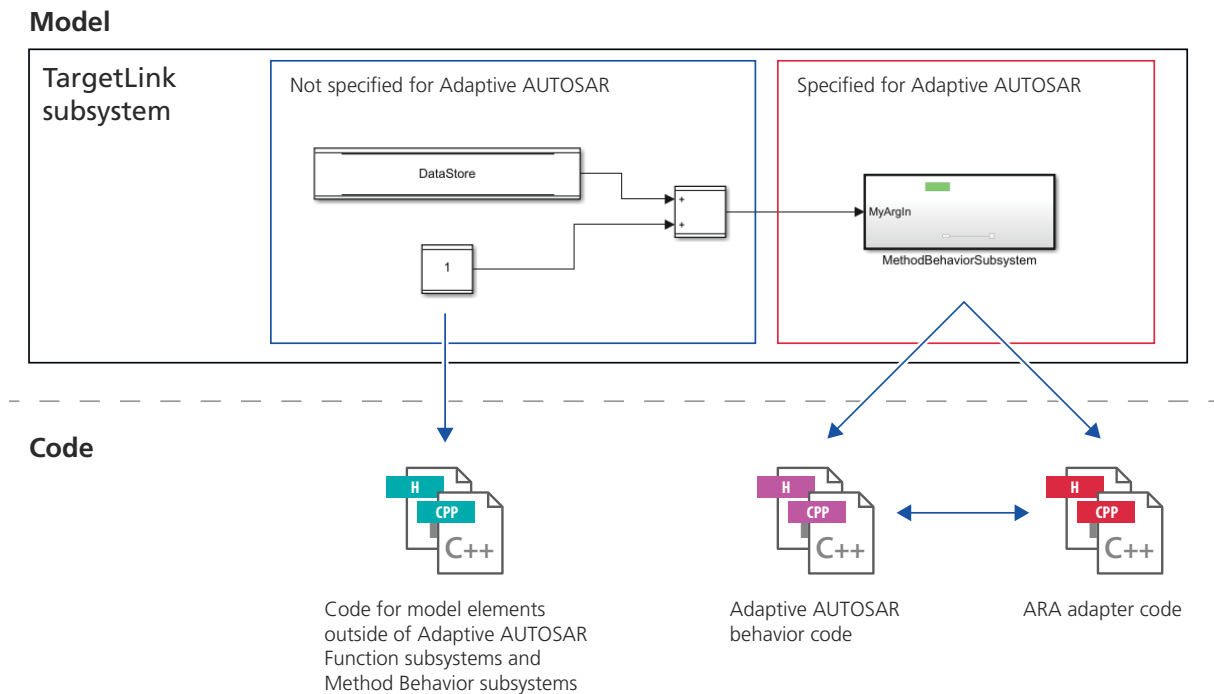 Model
TargetLink
subsystem
Not specified for Adaptive AUTOSAR
Specified for Adaptive AUTOSAR
DataStore
+
+
1
MyArgIn
MethodBehaviorSubsystem
Code
H
CPP
C++
H
CPP
C++
H
CPP
C++
Code for model elements
outside of Adaptive AUTOSAR
Function subsystems and
Method Behavior subsystems
Adaptive AUTOSAR
behavior code
ARA adapter code